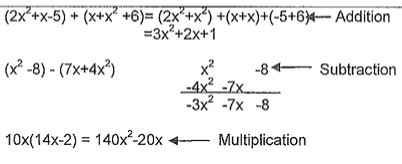 (2x²+x-5) + (x+x² +6)= (2x²+x²) +(x+x)+(-5+6) Addition
=3x²+2x+1
(x² -8) - (7x+4x²) x² -8 Subtraction
-4x² -7x
-3x² -7x -8
10x(14x-2) = 140x²-20x Multiplication